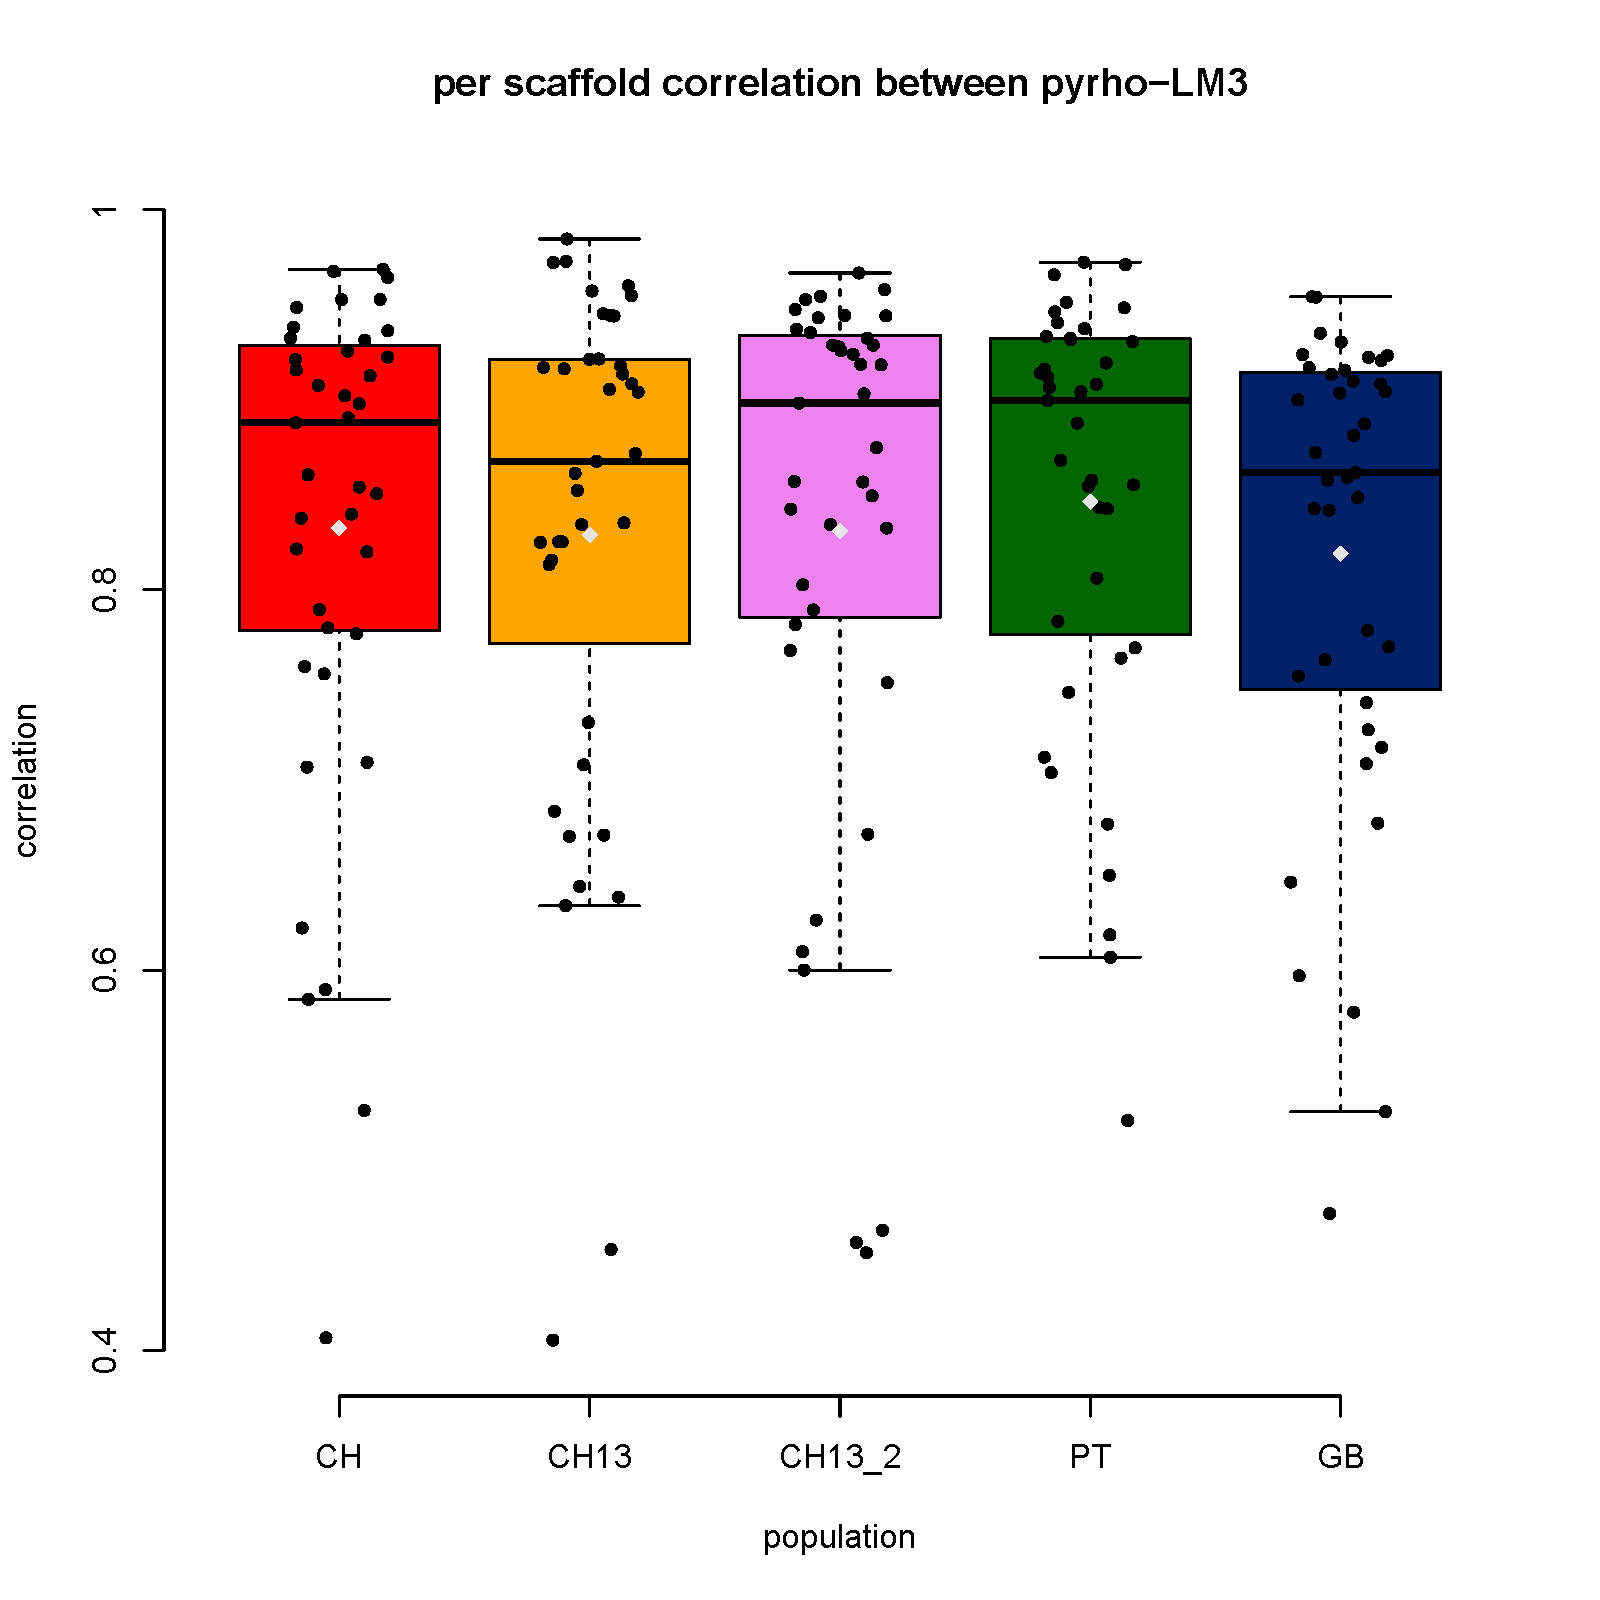 per scaffold correlation between pyrho−LM3
1
0.8
0.6
0.4
correlation
CH CH13 CH13_2 PT GB
population